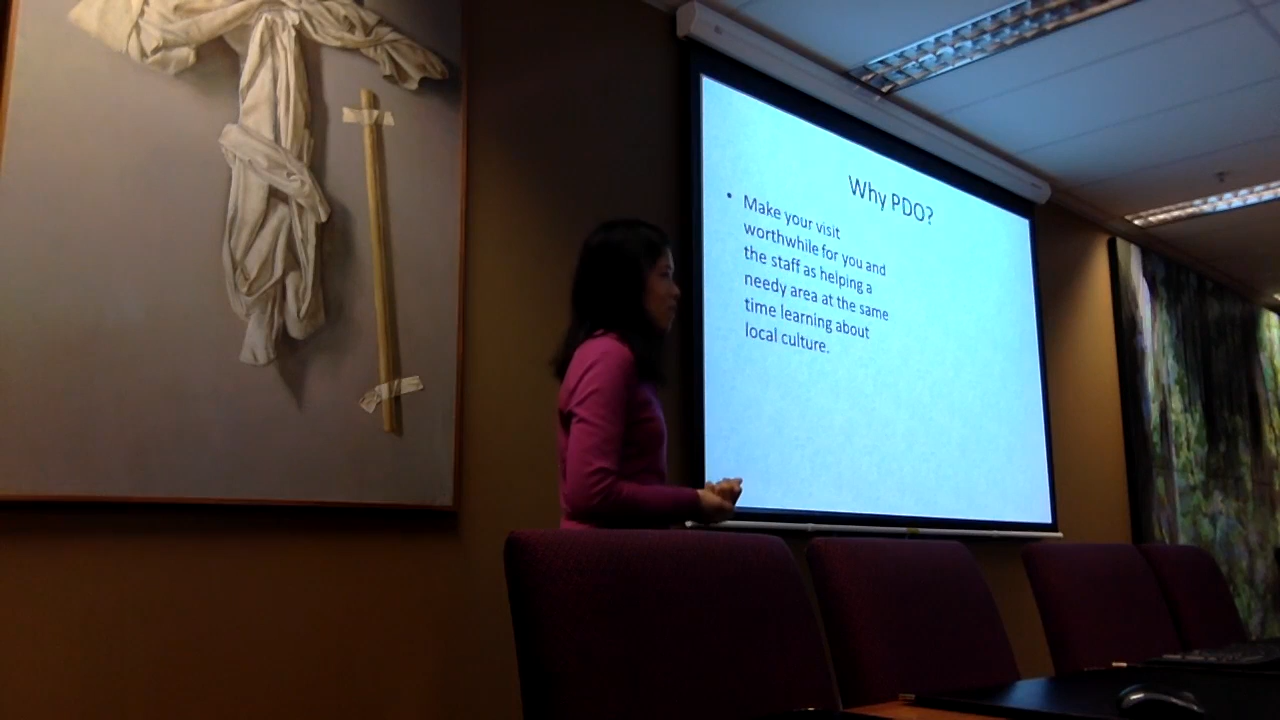 Why PDO?
• Make your visit
worthwhile for you and
the staff as helping a
needy area at the same
time learning about
local culture.